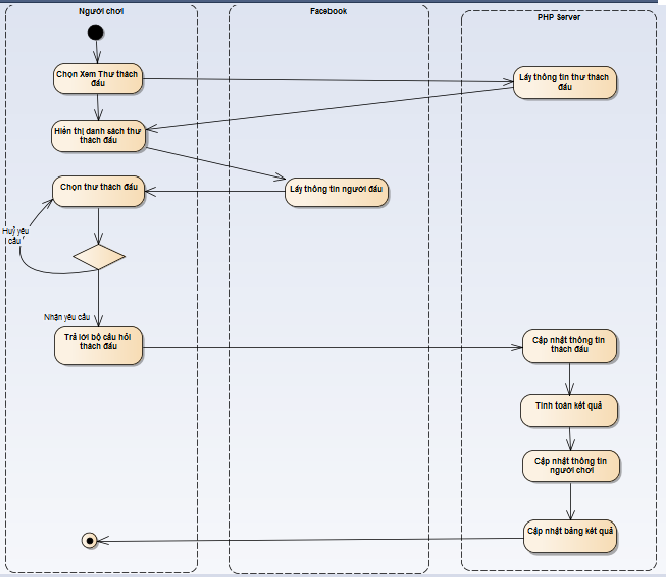 Người chơi
Facebook
PHP Server
Chọn Xem Thư thách
đấu
Lấy thông tin thư thách
đấu
Hiển thị danh sách thư
thách đấu
Chọn thư thách đấu
Lấy thông tin người đấu
Huỷ yêu
cầu
Nhận yêu cầu
Trả lời bộ câu hỏi
thách đấu
Cập nhật thông tin
thách đấu
Tính toán kết quả
Cập nhật thông tin
người chơi
Cập nhật bảng kết quả